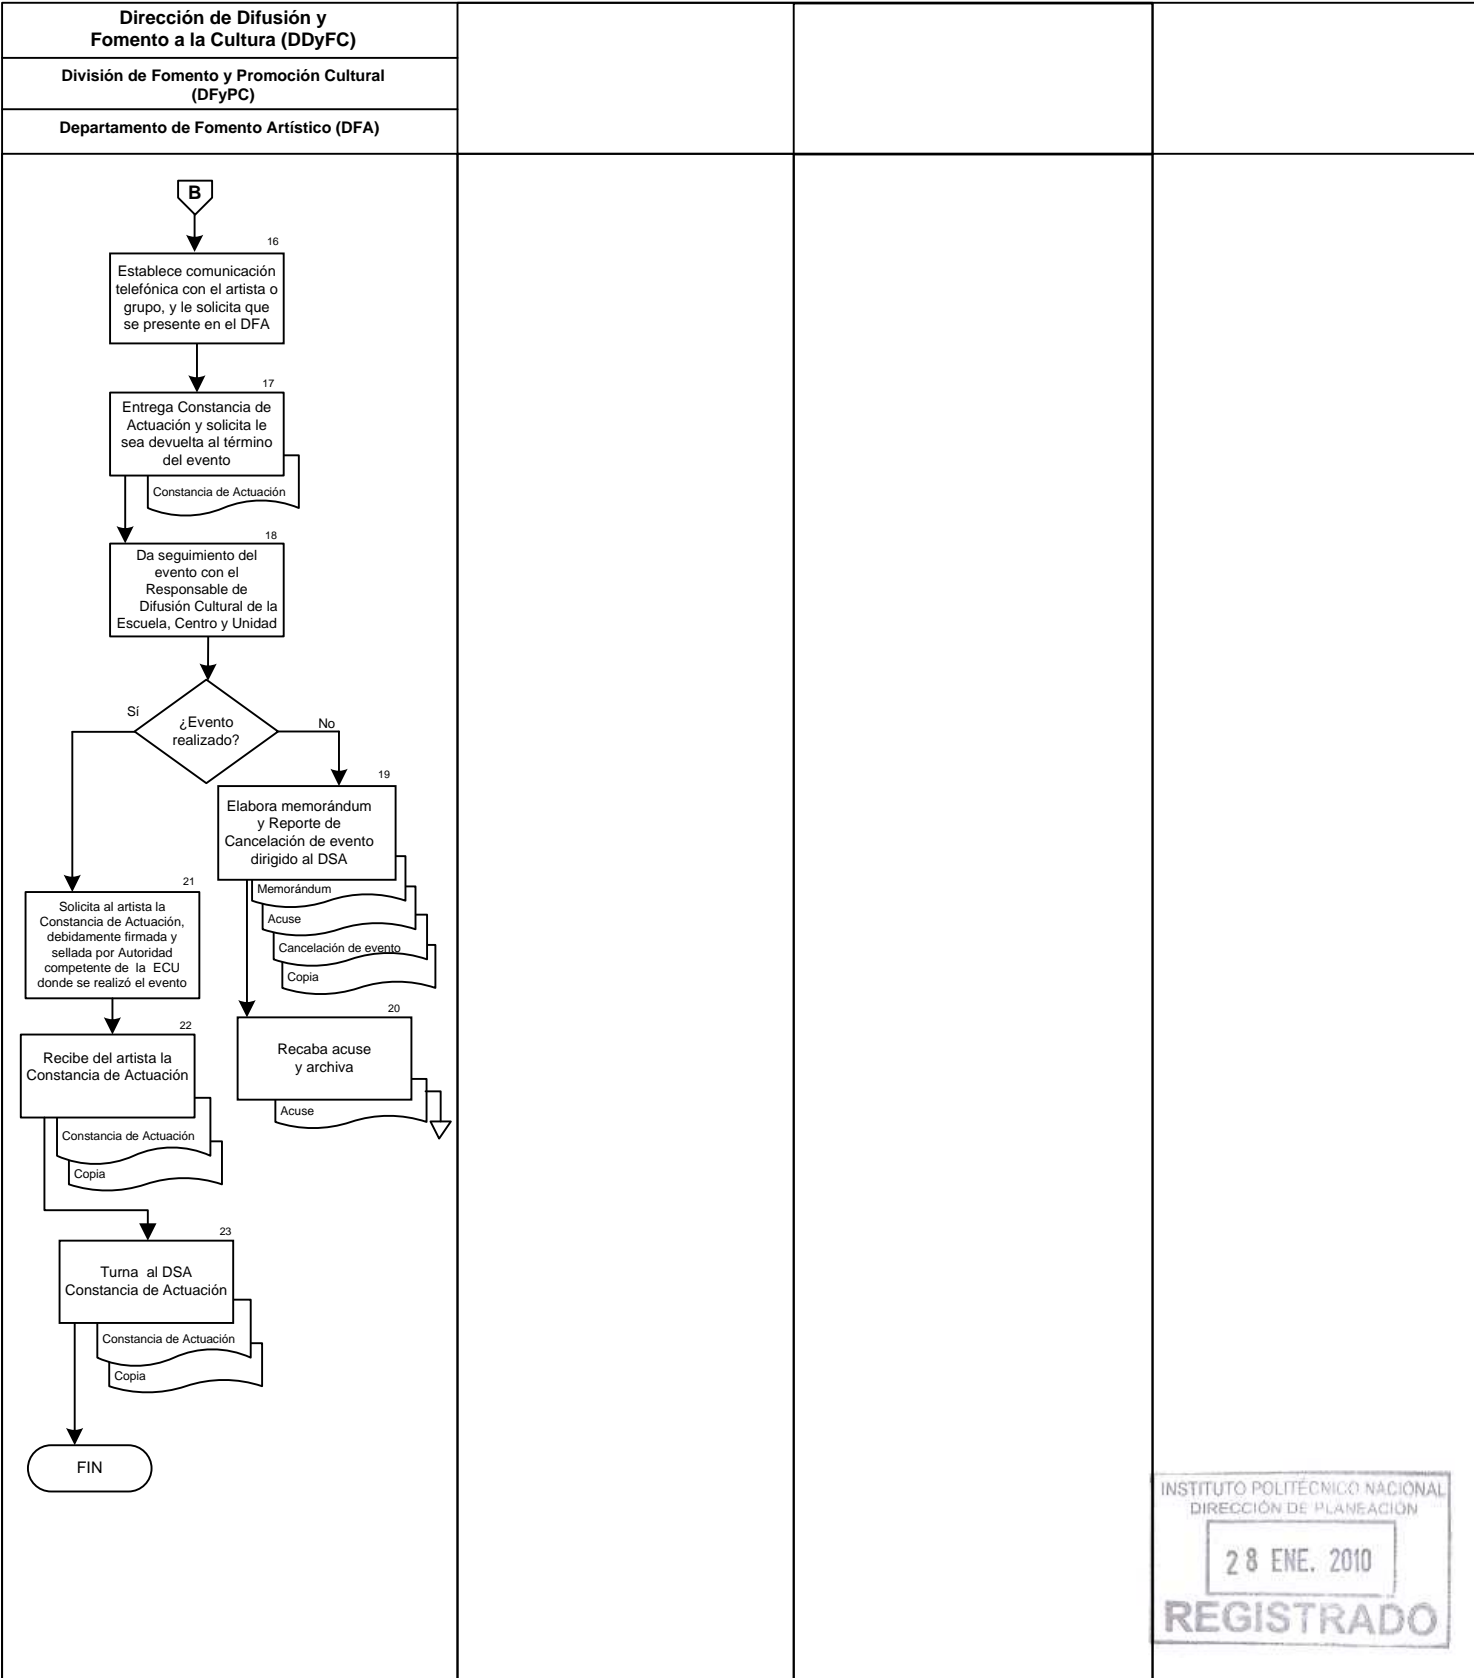 Dirección de Difusión y
Fomento a la Cultura (DDyFC)
División de Fomento y Promoción Cultural
(DFyPC)
Departamento de Fomento Artístico (DFA)
B
16
Establece comunicación
telefónica con el artista o
grupo, y le solicita que
se presente en el DFA
17
Entrega Constancia de
Actuación y solicita le
sea devuelta al término
del evento
Constancia de Actuación
18
Da seguimiento del
evento con el
Responsable de
Difusión Cultural de la
Escuela, Centro y Unidad
¿Evento
realizado?
Sí
No
19
Elabora memorándum
y Reporte de
Cancelación de evento
dirigido al DSA
Memorándum
Acuse
Cancelación de evento
Copia
20
Recaba acuse
y archiva
Acuse
21
Solicita al artista la
Constancia de Actuación,
debidamente firmada y
sellada por Autoridad
competente de la ECU
donde se realizó el evento
22
Recibe del artista la
Constancia de Actuación
Constancia de Actuación
Copia
23
Turna al DSA
Constancia de Actuación
Constancia de Actuación
Copia
FIN
INSTITUTO POLITÉCNICO NACIONAL
DIRECCIÓN DE PLANEACIÓN
28 ENE. 2010
REGISTRADO